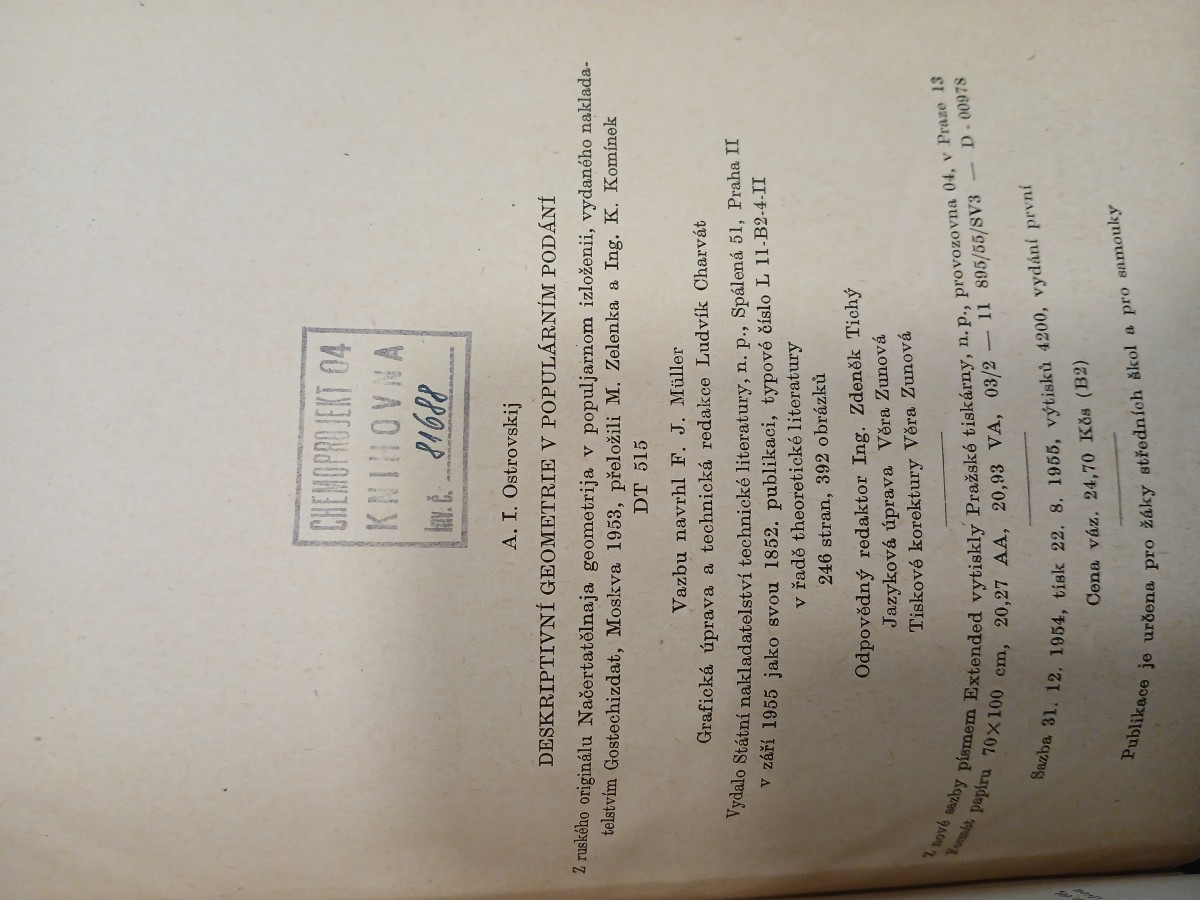 CHEMOPROJEKT 04
KNIHOVNA
Inv. č. 81688
A. I. Ostrovskij
DESKRIPTIVNÍ GEOMETRIE V POPULÁRNÍM PODÁNÍ
Z ruského originálu Načertatělnaja geometrija v populjarnom izloženii, vydaného naklada-
telstvím Gostechizdat, Moskva 1953, přeložili M. Zelenka a Ing. K. Komínek
DT 515
Vazbu navrhl F. J. Müller
Grafická úprava a technická redakce Ludvík Charvát
Vydalo Státní nakladatelství technické literatury, n. p., Spálená 51, Praha II
v září 1955 jako svou 1852. publikaci, typové číslo L 11-B2-4-II
v řadě theoretické literatury
246 stran, 392 obrázků
Odpovědný redaktor Ing. Zdeněk Tichý
Jazyková úprava Věra Zunová
Tiskové korektury Věra Zunová
Z nové sazby písmem Extended vytiskly Pražské tiskárny, n. p., provozovna 04, v Praze 13
Formát papíru 70×100 cm, 20,27 AA, 20,93 VA, 03/2 — 11 895/55/SV3 — D - 00978
Sazba 31. 12. 1954, tisk 22. 8. 1955, výtisků 4200, vydání první
Cena váz. 24,70 Kčs (B2)
Publikace je určena pro žáky středních škol a pro samouky